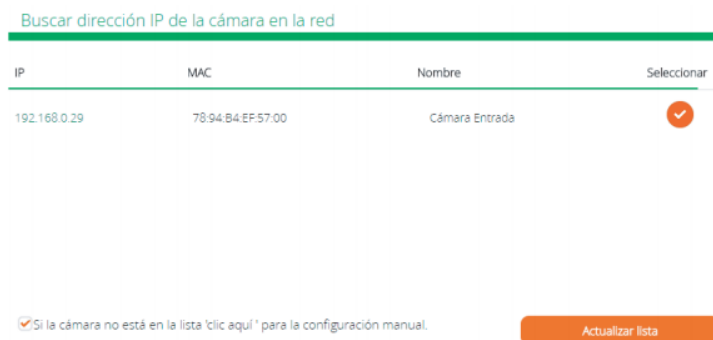 Buscar dirección IP de la cámara en la red
IP MAC Nombre Seleccionar
192.168.0.29 78:94:B4:EF:57:00 Cámara Entrada
Si la cámara no está en la lista 'clic aquí ' para la configuración manual.
Actualizar lista